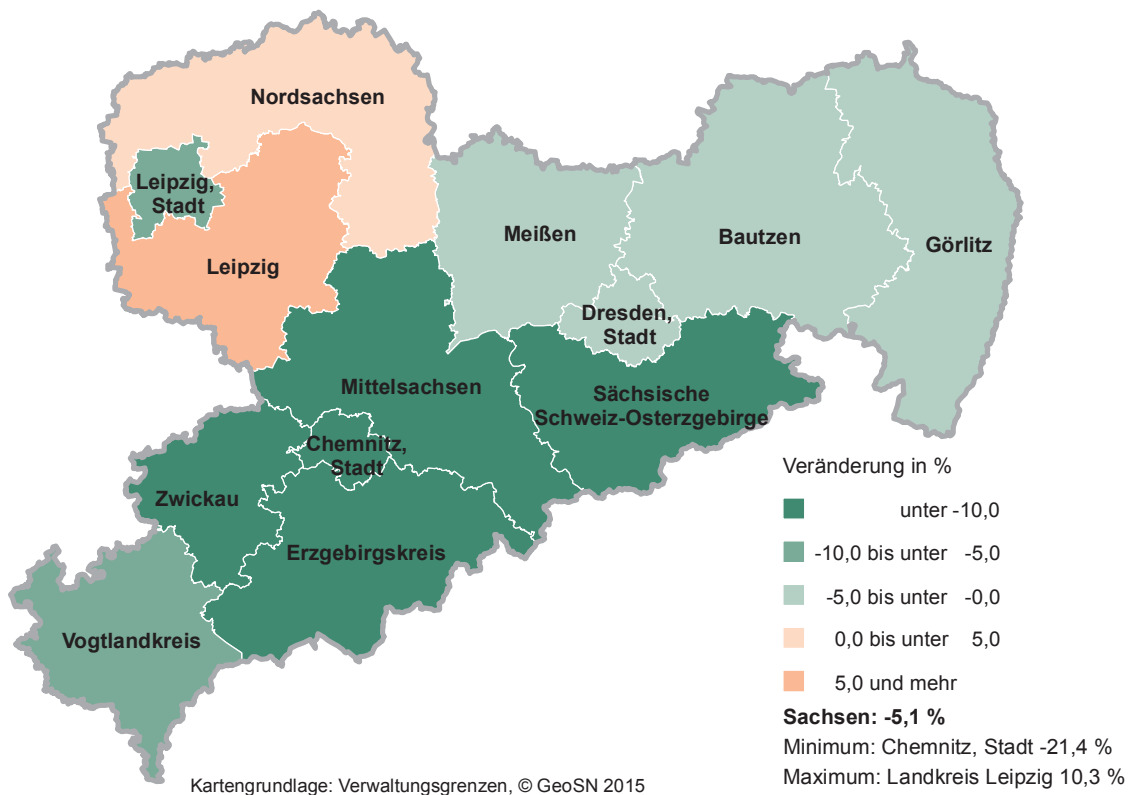 Nordsachsen
Leipzig,
Stadt
Leipzig
Meißen
Bautzen
Görlitz
Dresden,
Stadt
Mittelsachsen
Sächsische
Schweiz-Osterzgebirge
Chemnitz,
Stadt
Zwickau
Erzgebirgskreis
Vogtlandkreis
Veränderung in %
unter -10,0
-10,0 bis unter -5,0
-5,0 bis unter -0,0
0,0 bis unter 5,0
5,0 und mehr
Sachsen: -5,1 %
Minimum: Chemnitz, Stadt -21,4 %
Maximum: Landkreis Leipzig 10,3 %
Kartengrundlage: Verwaltungsgrenzen, © GeoSN 2015